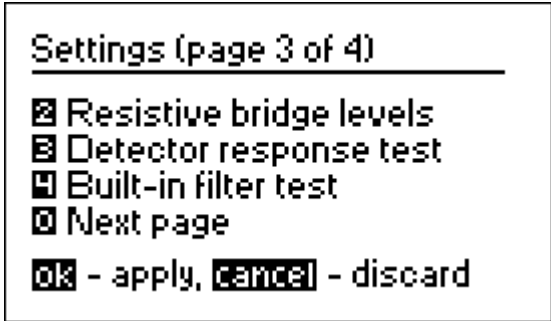 Settings (page 3 of 4)
2 Resistive bridge levels
3 Detector response test
4 Built-in filter test
0 Next page
ok - apply, cancel - discard